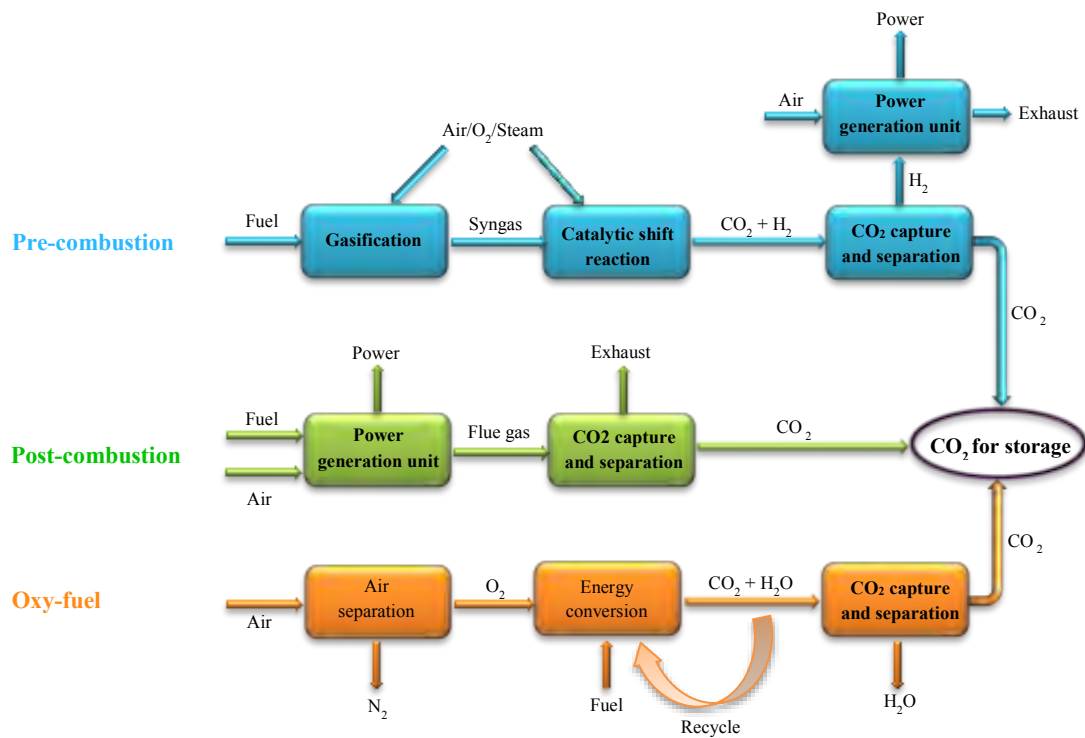 Power
Air
Power
generation unit
Exhaust
Air/O₂/Steam
H₂
Pre-combustion
Fuel
Gasification
Syngas
Catalytic shift
reaction
CO₂ + H₂
CO₂ capture
and separation
CO₂
Power
Exhaust
Post-combustion
Fuel
Air
Power
generation unit
Flue gas
CO2 capture
and separation
CO₂
CO₂ for storage
CO₂
Oxy-fuel
Air
Air
separation
O₂
Energy
conversion
CO₂ + H₂O
CO₂ capture
and separation
N₂
Fuel
Recycle
H₂O